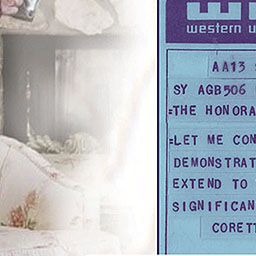 western u
AA13 S
SY AGB506
=THE HONORA
=LET ME CON
DEMONSTRAT
EXTEND TO
SIGNIFICAN
CORETT